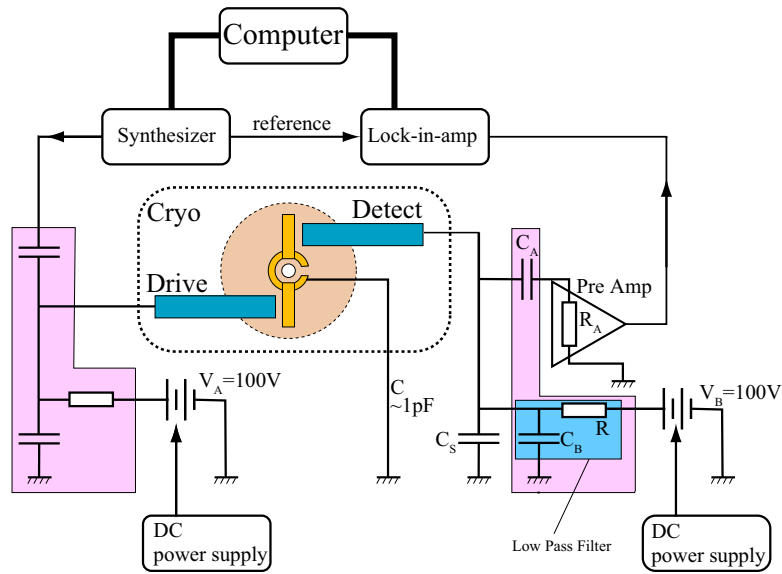 Computer
Synthesizer
reference
Lock-in-amp
Cryo
Detect
Drive
C_A
Pre Amp
R_A
V_A=100V
C
~1pF
V_B=100V
C_S
C_B
R
Low Pass Filter
DC
power supply
DC
power supply